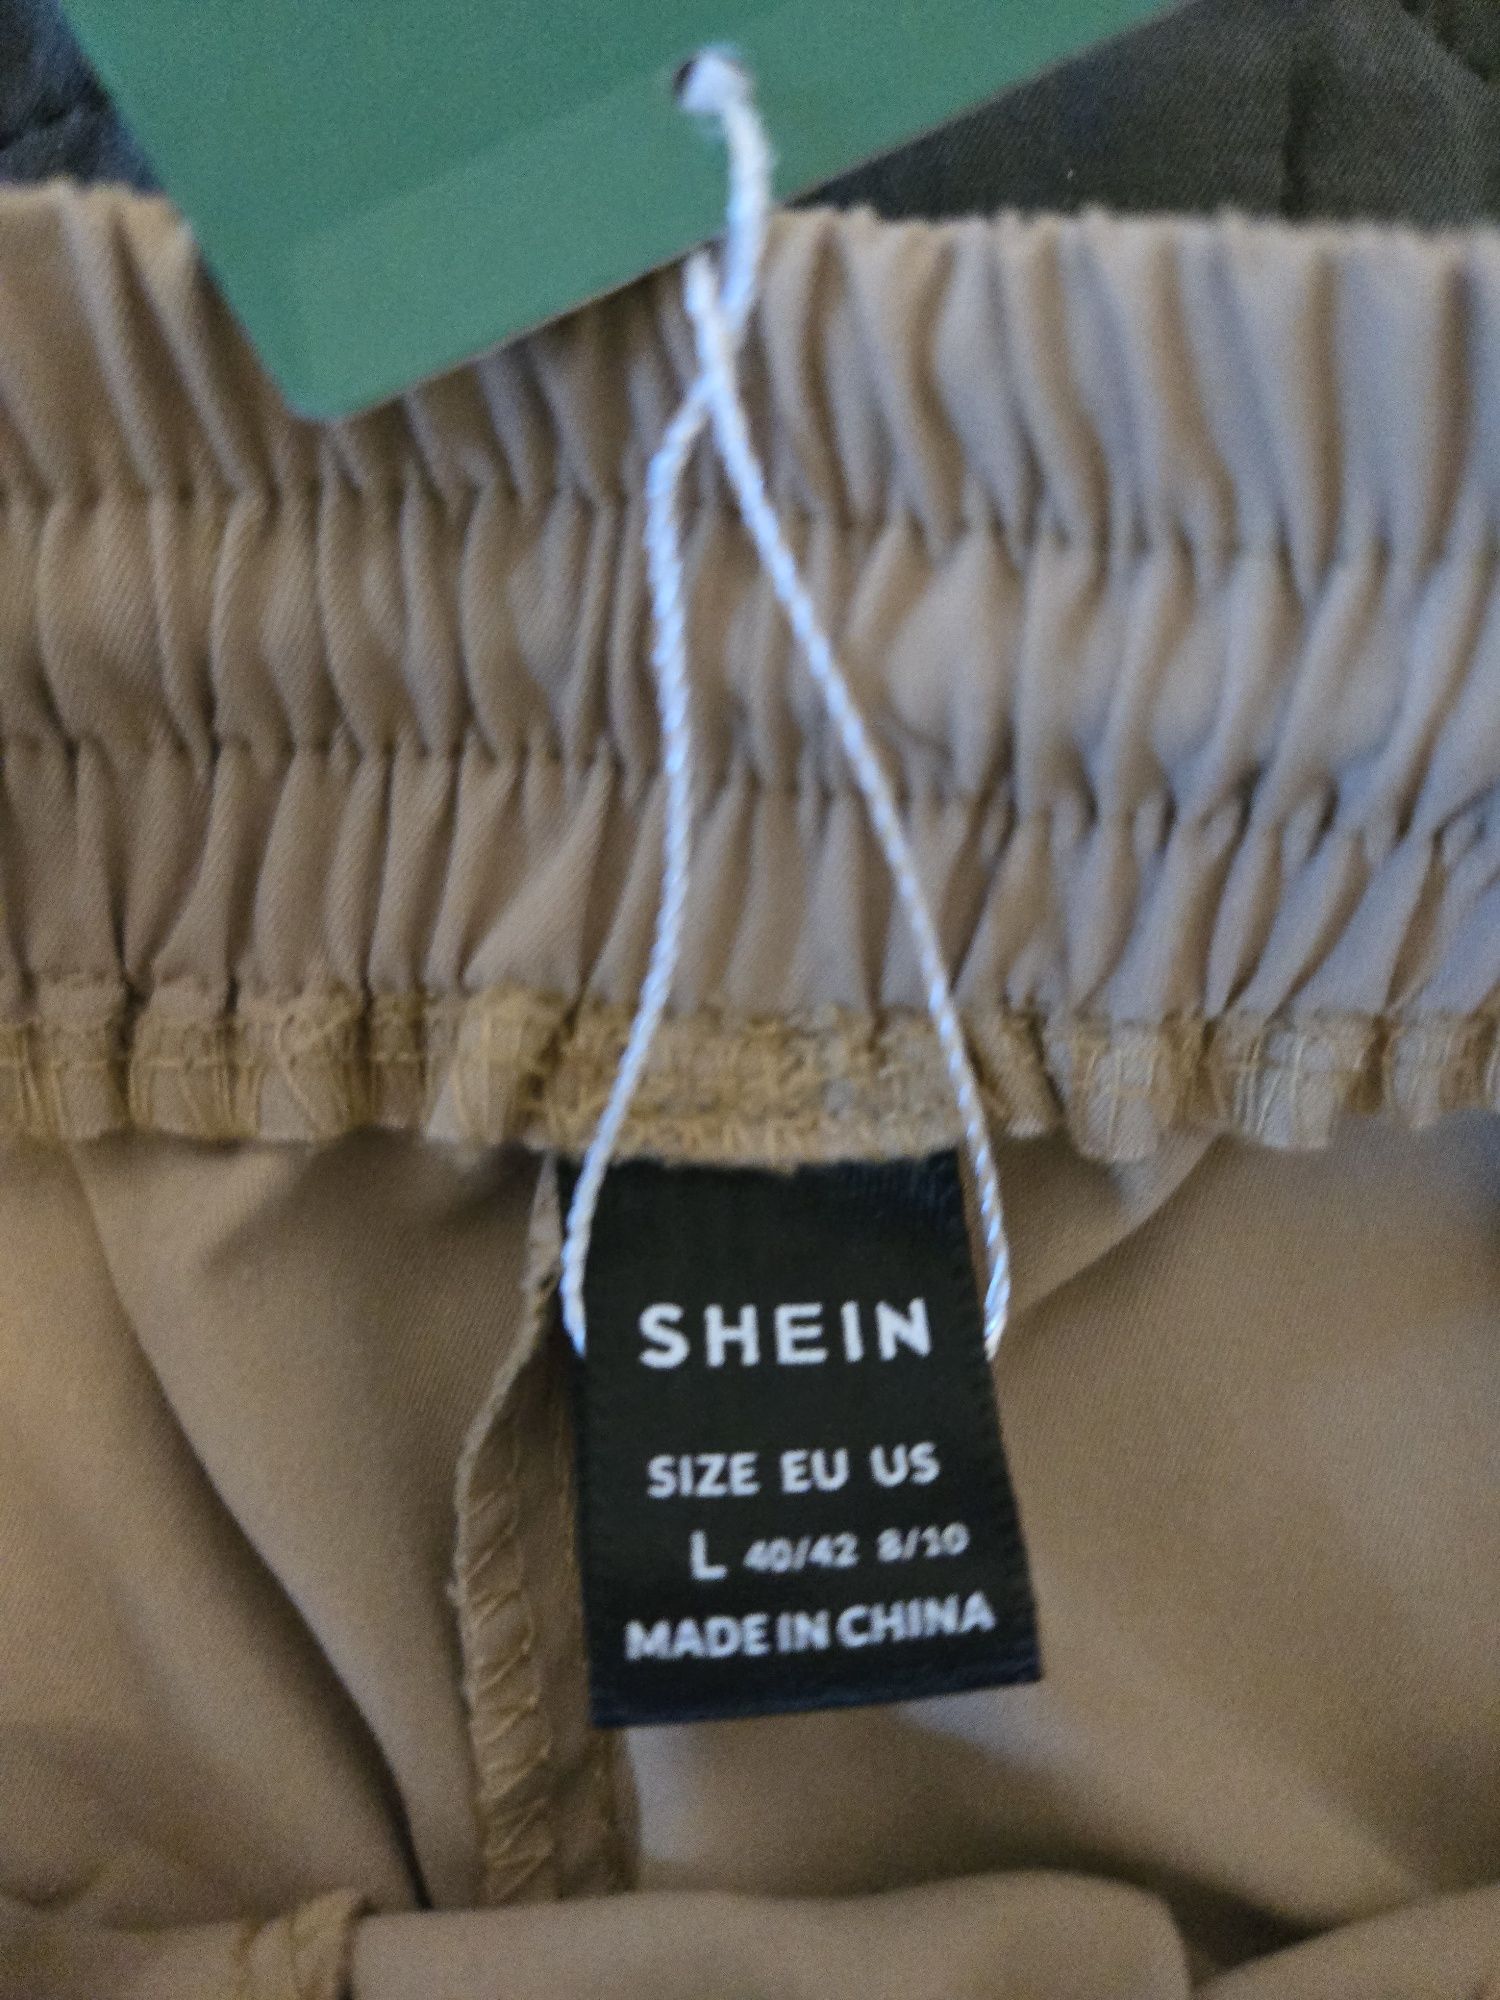 SHEIN
SIZE EU US
L 40/42 8/10
MADE IN CHINA